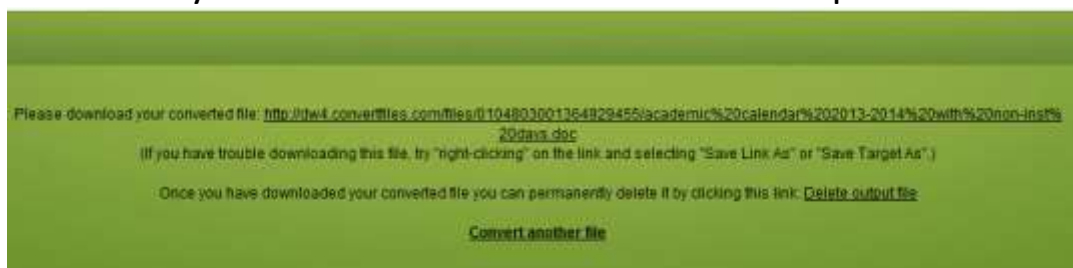 Please download your converted file: http://dw4.convertfiles.com/files/0104803001364829455/academic%20calendar%202013-2014%20with%20non-inst%
20days.doc
(If you have trouble downloading this file, try "right-clicking" on the link and selecting "Save Link As" or "Save Target As".)
Once you have downloaded your converted file you can permanently delete it by clicking this link: Delete output file
Convert another file